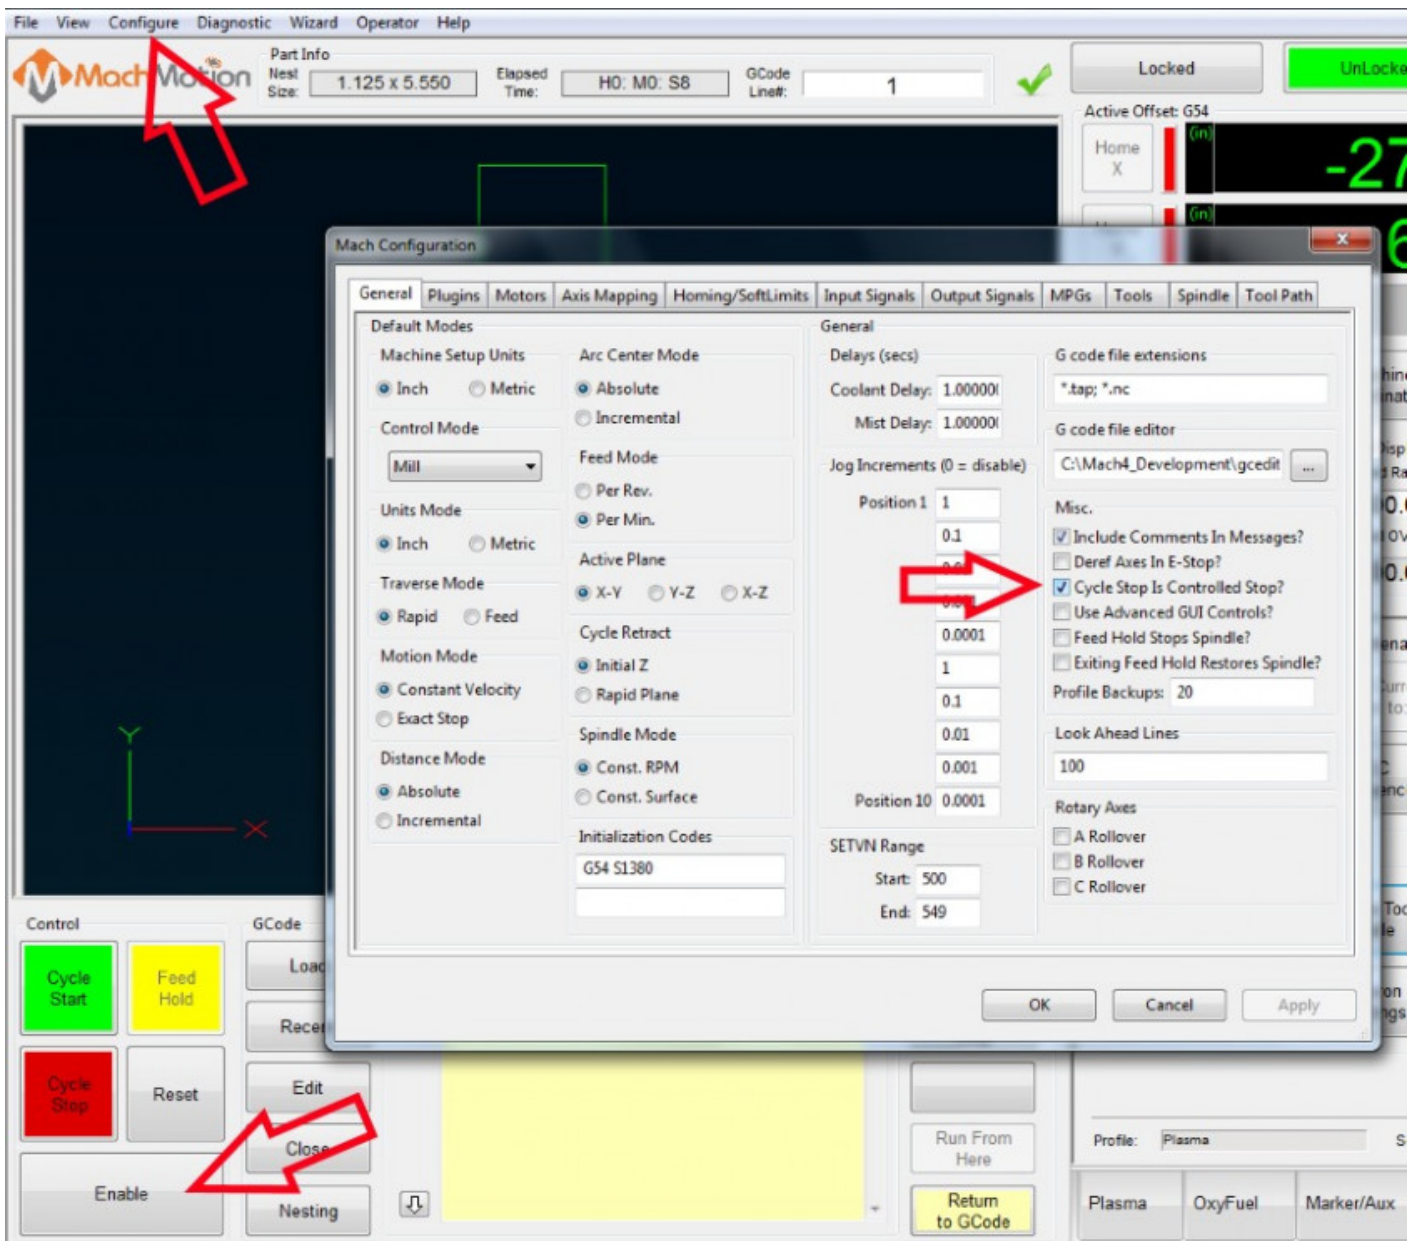 File View Configure Diagnostic Wizard Operator Help
MachMotion
Part Info
Nest Size: 1.125 x 5.550
Elapsed Time: H0: M0: S8
GCode Line#: 1
Locked
UnLocke
Active Offset: G54
Home X
(in)
-27
(in)
6
Mach Configuration
General Plugins Motors Axis Mapping Homing/SoftLimits Input Signals Output Signals MPGs Tools Spindle Tool Path
Default Modes
Machine Setup Units
Inch Metric
Control Mode
Mill
Units Mode
Inch Metric
Traverse Mode
Rapid Feed
Motion Mode
Constant Velocity
Exact Stop
Distance Mode
Absolute
Incremental
Arc Center Mode
Absolute
Incremental
Feed Mode
Per Rev.
Per Min.
Active Plane
X-Y Y-Z X-Z
Cycle Retract
Initial Z
Rapid Plane
Spindle Mode
Const. RPM
Const. Surface
Initialization Codes
G54 S1380
General
Delays (secs)
Coolant Delay: 1.00000
Mist Delay: 1.00000
Jog Increments (0 = disable)
Position 1 1
0.1
0.0001
1
0.1
0.01
0.001
Position 10 0.0001
SETVN Range
Start: 500
End: 549
G code file extensions
*.tap; *.nc
G code file editor
C:\Mach4_Development\gcedit ...
Misc.
Include Comments In Messages?
Deref Axes In E-Stop?
Cycle Stop Is Controlled Stop?
Use Advanced GUI Controls?
Feed Hold Stops Spindle?
Exiting Feed Hold Restores Spindle?
Profile Backups: 20
Look Ahead Lines
100
Rotary Axes
A Rollover
B Rollover
C Rollover
OK Cancel Apply
Y
X
Control
Cycle Start
Feed Hold
Cycle Stop
Reset
Enable
GCode
Load
Recen
Edit
Close
Nesting
Run From Here
Return to GCode
Profile: Plasma S
Plasma OxyFuel Marker/Aux